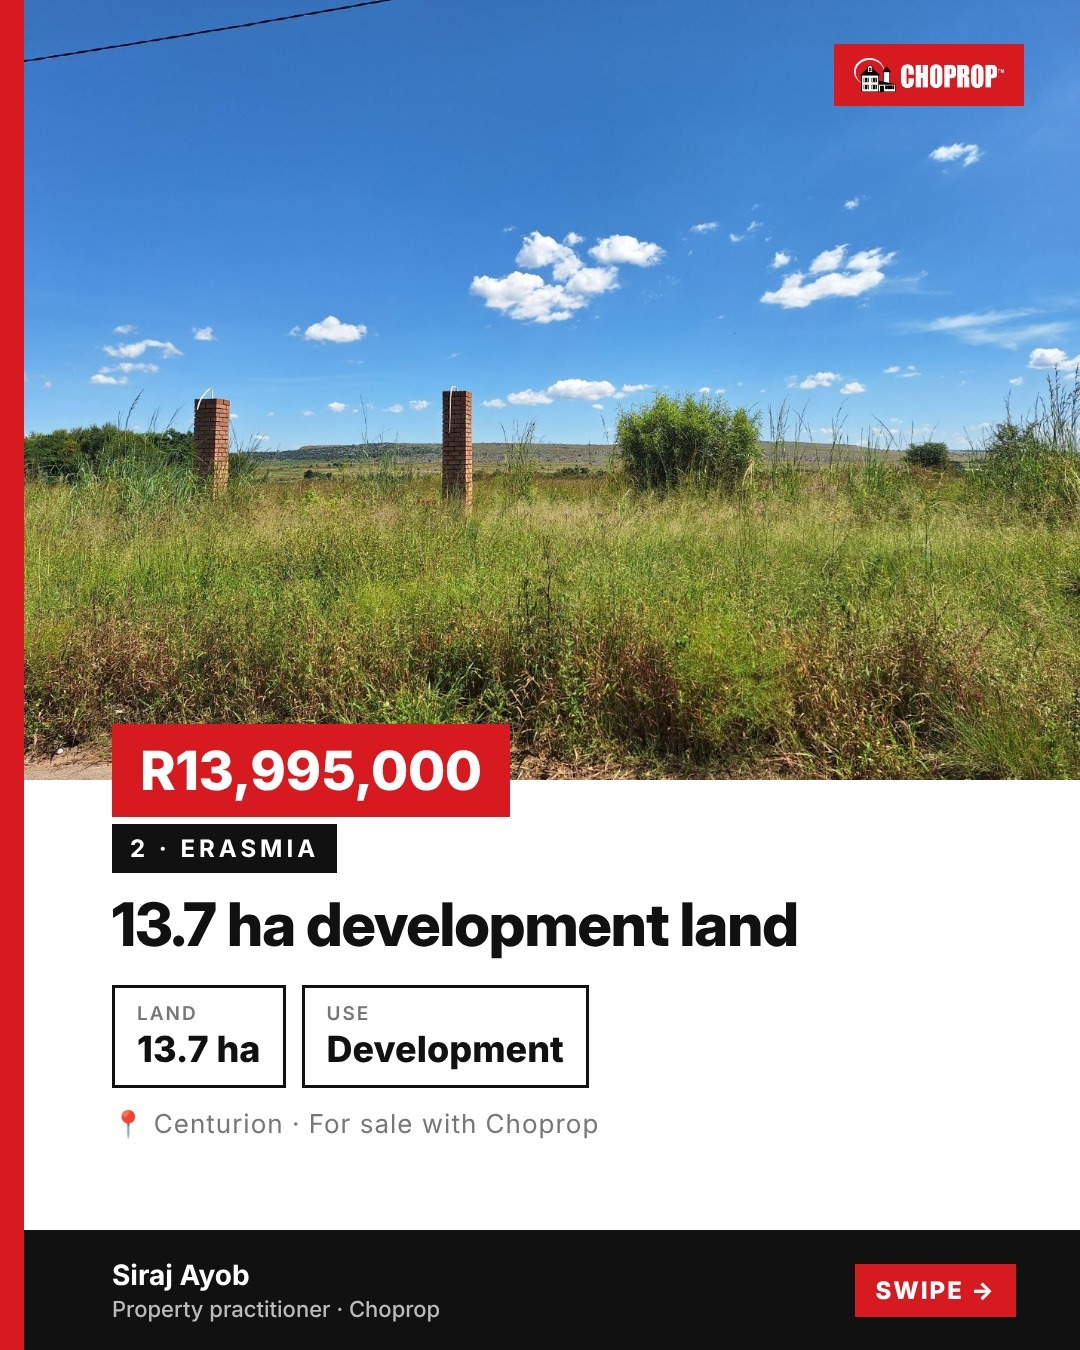 CHOPROP™
R13,995,000
2 · ERASMIA
13.7 ha development land
LAND
13.7 ha
USE
Development
📍 Centurion · For sale with Choprop
Siraj Ayob
Property practitioner · Choprop
SWIPE →